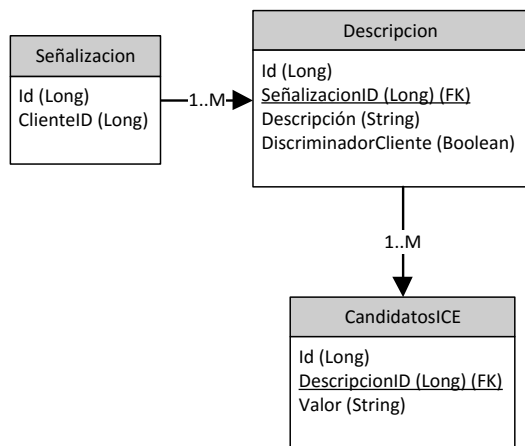 Señalizacion
Id (Long)
ClienteID (Long)
1..M
Descripcion
Id (Long)
SeñalizacionID (Long) (FK)
Descripción (String)
DiscriminadorCliente (Boolean)
1..M
CandidatosICE
Id (Long)
DescripcionID (Long) (FK)
Valor (String)